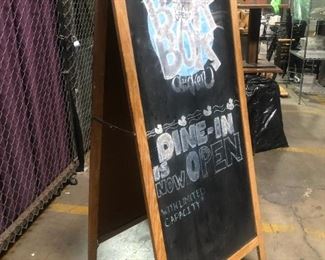 BOX
DINE-IN
IS
NOW OPEN
WITH LIMITED
CAPACITY